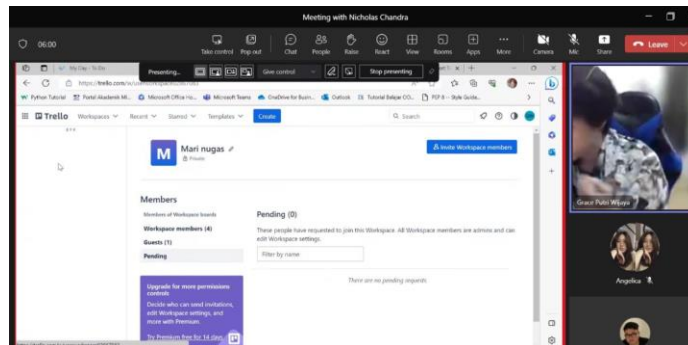 Meeting with Nicholas Chandra
06:00
Take control
Pop out
Chat
People
Raise
React
View
Rooms
Apps
More
Camera
Mic
Share
Leave
My Day - To Do
https://trello.com/w/
Presenting...
Give control
Stop presenting
Python Tutorial
Portal Akademik M...
Microsoft Office Ho...
Microsoft Teams
OneDrive for Busin...
Outlook
Tutorial Belajar CO...
PEP 8 -- Style Guide...
Trello
Workspaces
Recent
Starred
Templates
Create
Search
M
Mari nugas
Private
Invite Workspace members
Members
Members of Workspace boards
Workspace members (4)
Guests (1)
Pending
Pending (0)
These people have requested to join this Workspace. All Workspace members are admins and can
edit Workspace settings.
Filter by name
There are no pending requests
Upgrade for more permissions
controls
Decide who can send invitations,
edit Workspace settings, and
more with Premium.
Try Premium free for 14 days
Grace Putri Wijaya
Angelica